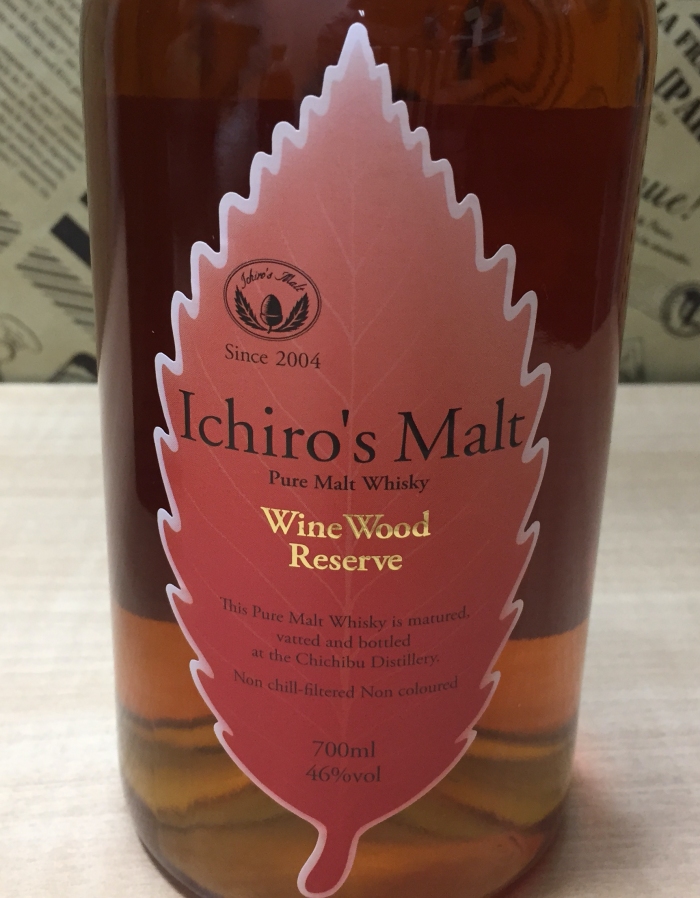 Ichiro's Malt
Since 2004
Ichiro's Malt
Pure Malt Whisky
Wine Wood
Reserve
This Pure Malt Whisky is matured,
vatted and bottled
at the Chichibu Distillery.
Non chill-filtered Non coloured
700ml
46%vol